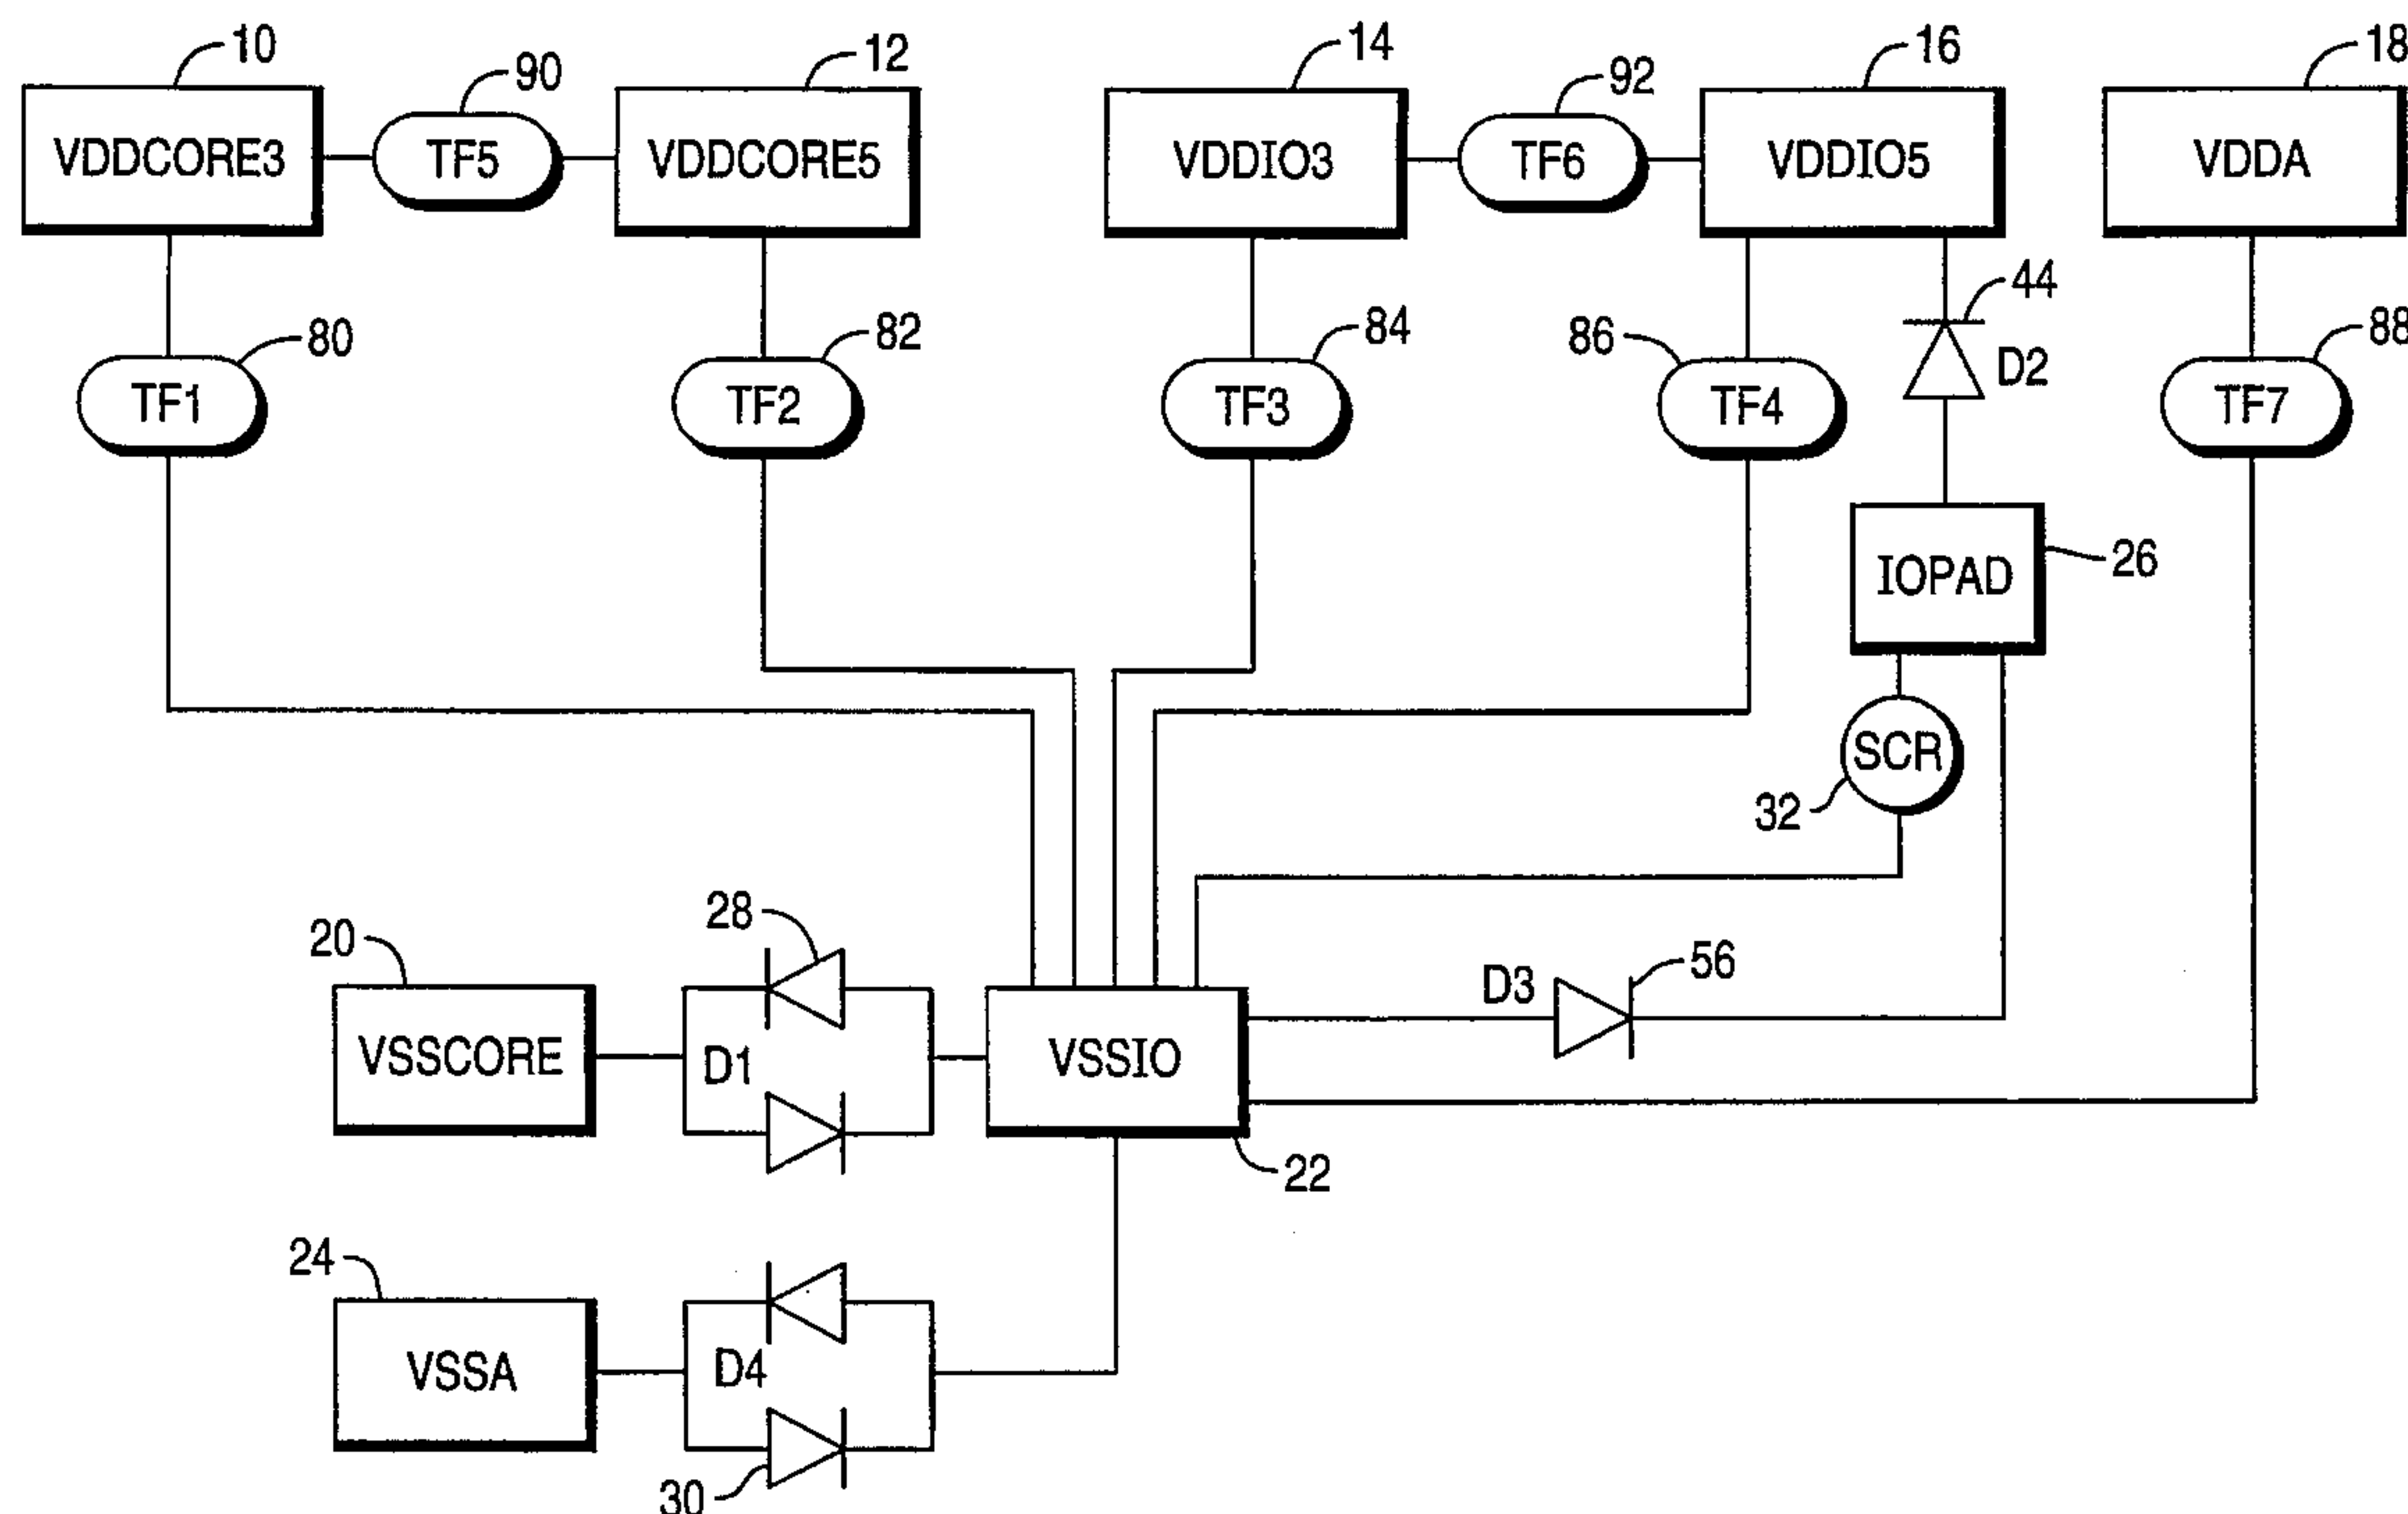 10
90
12
14
92
16
18
VDDCORE3
TF5
VDDCORE5
VDDIO3
TF6
VDDIO5
VDDA
44
80
82
84
86
88
TF1
TF2
TF3
TF4
D2
TF7
IOPAD
26
SCR
32
28
20
D3
56
VSSCORE
D1
VSSIO
22
24
VSSA
D4
30